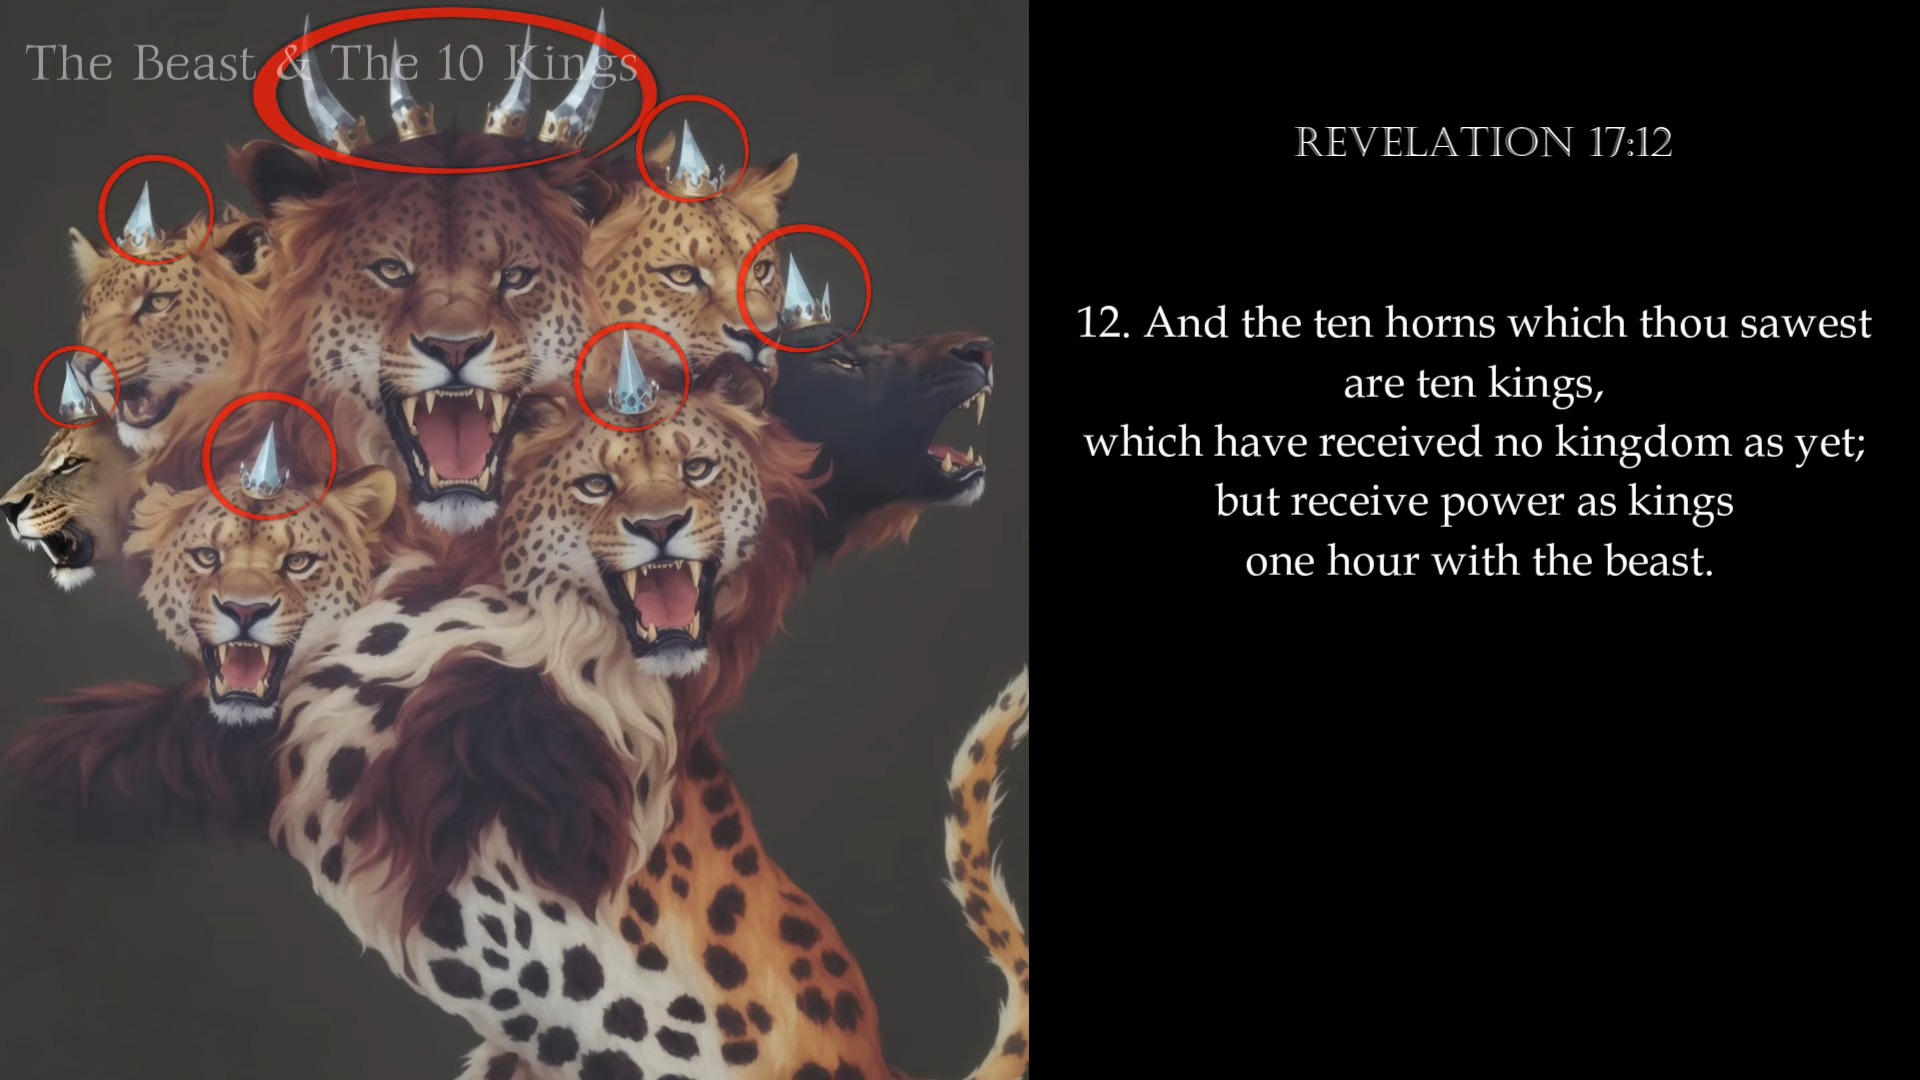 The Beast & The 10 Kings
REVELATION 17:12
12. And the ten horns which thou sawest
are ten kings,
which have received no kingdom as yet;
but receive power as kings
one hour with the beast.